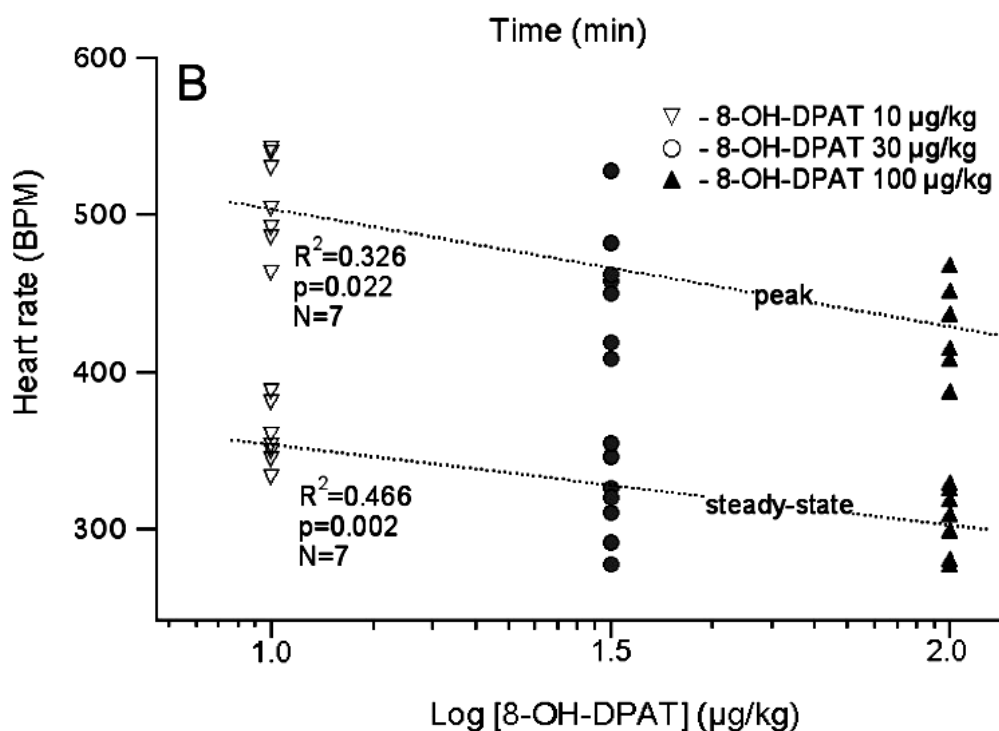 Time (min)
B
600
500
400
300
Heart rate (BPM)
▽ - 8-OH-DPAT 10 µg/kg
○ - 8-OH-DPAT 30 µg/kg
▲ - 8-OH-DPAT 100 µg/kg
R²=0.326
p=0.022
N=7
peak
R²=0.466
p=0.002
N=7
steady-state
1.0 1.5 2.0
Log [8-OH-DPAT] (µg/kg)